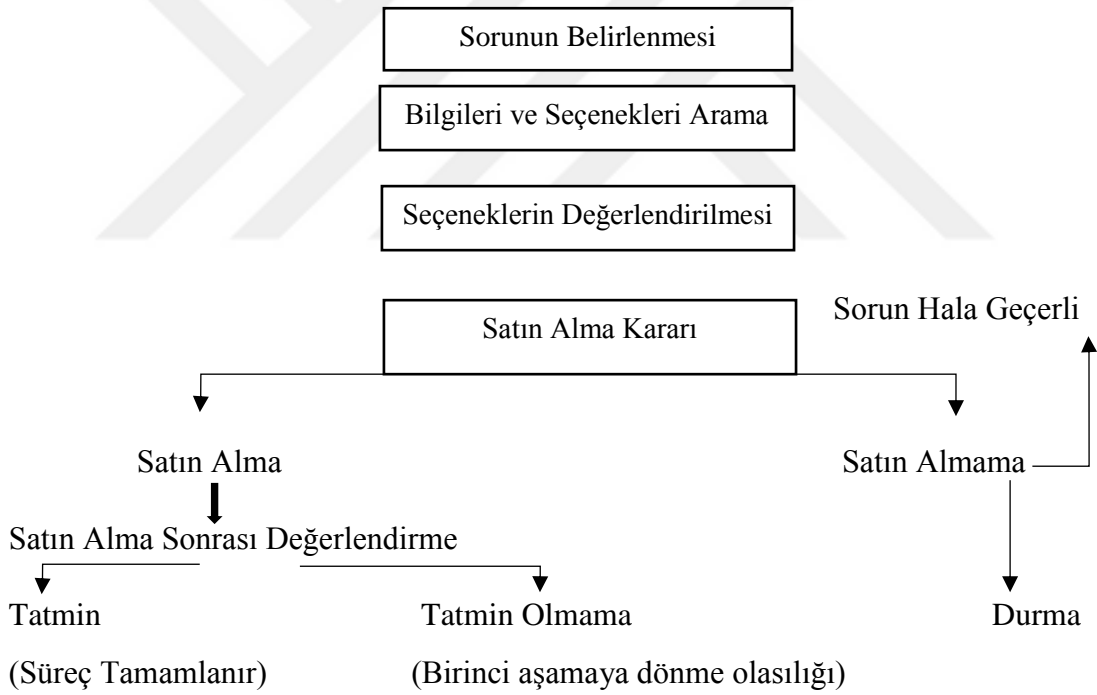 Sorunun Belirlenmesi
Bilgileri ve Seçenekleri Arama
Seçeneklerin Değerlendirilmesi
Sorun Hala Geçerli
Satın Alma Kararı
Satın Alma
Satın Almama
Satın Alma Sonrası Değerlendirme
Tatmin
Tatmin Olmama
Durma
(Süreç Tamamlanır)
(Birinci aşamaya dönme olasılığı)